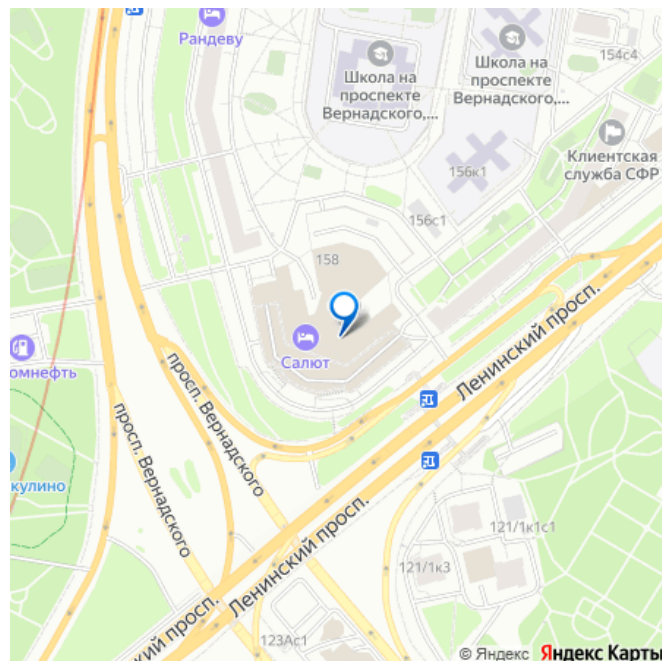 Рандеву
Школа на
проспекте
Вернадского,...
Школа на
проспекте
Вернадского,...
154с4
Клиентская
служба СФР
156к1
156с1
158
Салют
омнефть
Ленинский просп.
просп. Вернадского
просп. Вернадского
кулино
Ленинский просп.
кий просп.
121/1к1с1
121/1к3
123Ас1
© Яндекс Яндекс Карты